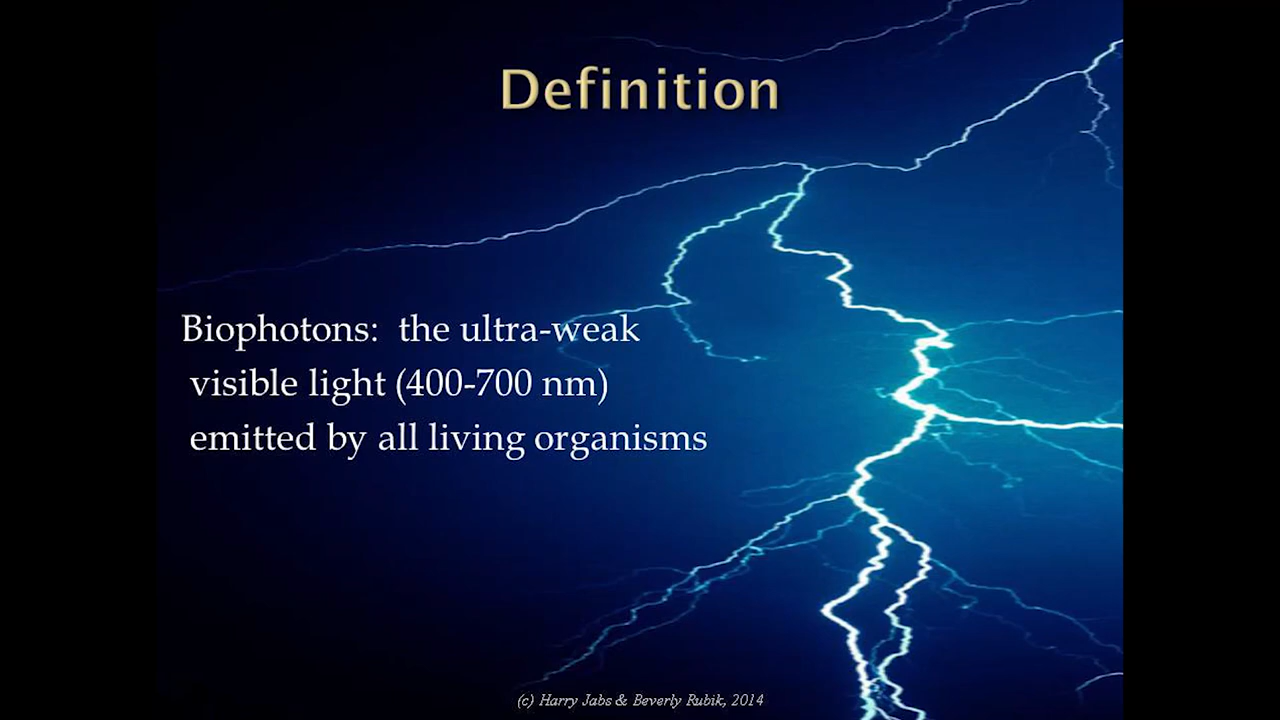 Definition
Biophotons:  the ultra-weak
visible light (400-700 nm)
emitted by all living organisms
(c) Harry Jabs & Beverly Rubik, 2014